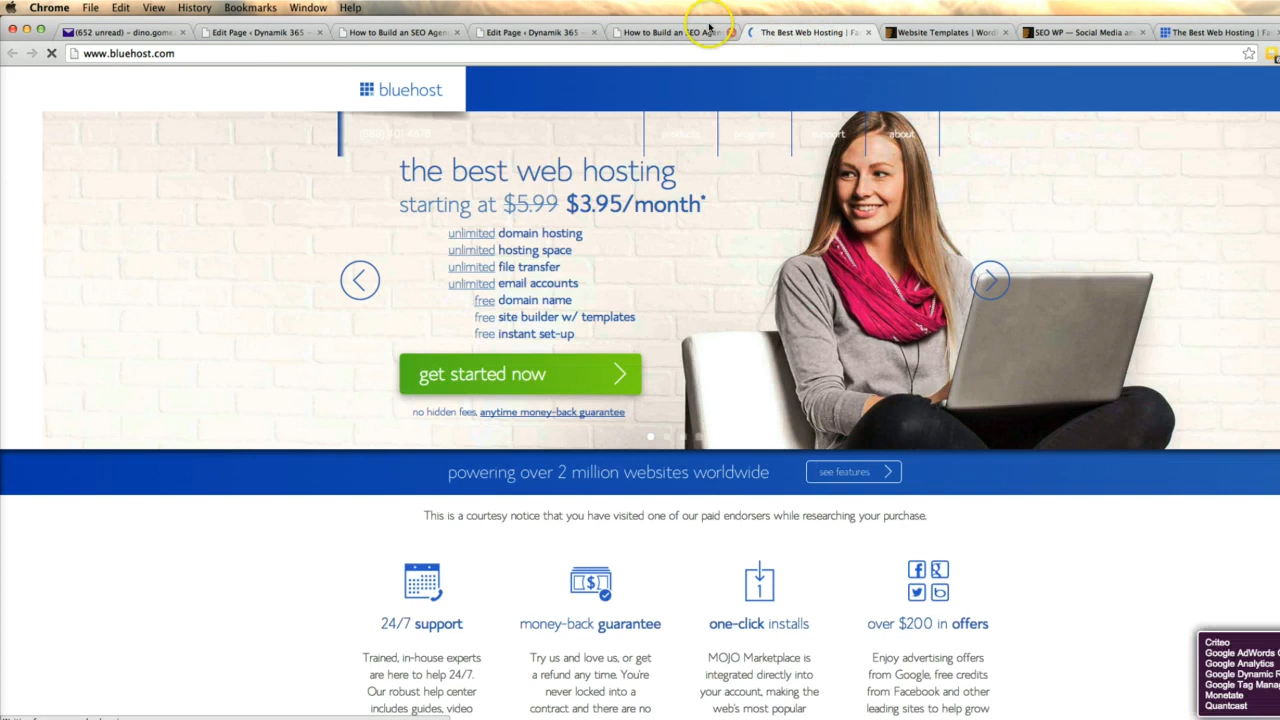 Chrome File Edit View History Bookmarks Window Help
(652 unread) - dino.gome
Edit Page ‹ Dynamik 365 —
How to Build an SEO Agen
Edit Page ‹ Dynamik 365 —
How to Build an SEO Agen
The Best Web Hosting | Fa
Website Templates | Word
SEO WP — Social Media an
The Best Web Hosting | Fa
www.bluehost.com
bluehost
products programs support about
the best web hosting
starting at $5.99 $3.95/month*
unlimited domain hosting
unlimited hosting space
unlimited file transfer
unlimited email accounts
free domain name
free site builder w/ templates
free instant set-up
get started now
no hidden fees, anytime money-back guarantee
powering over 2 million websites worldwide
see features
This is a courtesy notice that you have visited one of our paid endorsers while researching your purchase.
24/7 support
Trained, in-house experts
are here to help 24/7.
Our robust help center
includes guides, video
money-back guarantee
Try us and love us, or get
a refund any time. You're
never locked into a
contract and there are no
one-click installs
MOJO Marketplace is
integrated directly into
your account, making the
web's most popular
over $200 in offers
Enjoy advertising offers
from Google, free credits
from Facebook and other
leading sites to help grow
Criteo
Google AdWords C
Google Analytics
Google Dynamic R
Google Tag Manag
Monetate
Quantcast